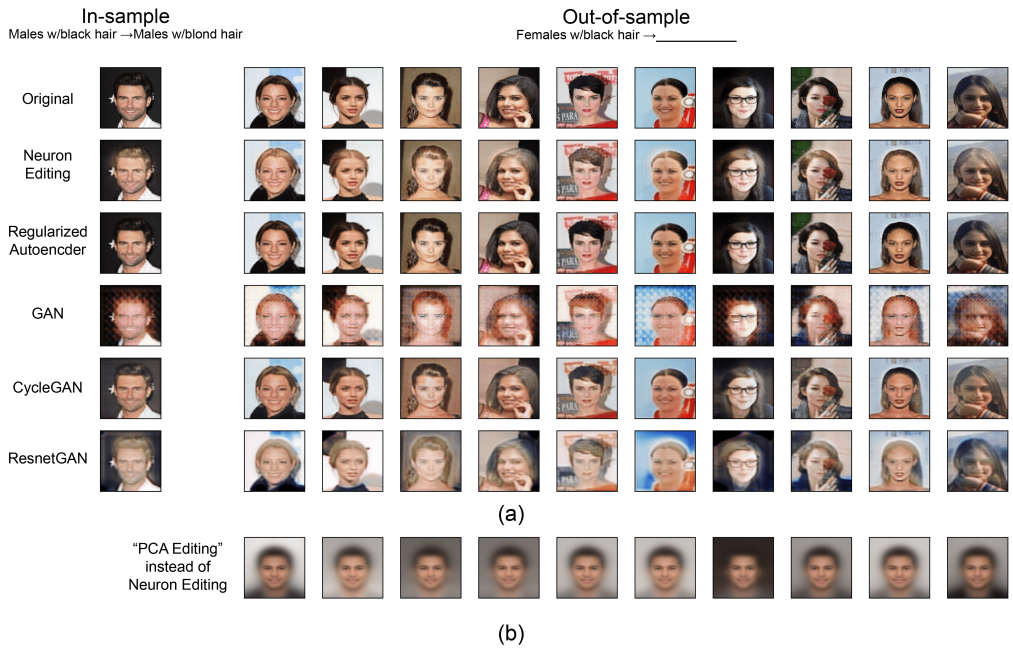 In-sample
Males w/black hair →Males w/blond hair
Out-of-sample
Females w/black hair →____________
Original
Neuron
Editing
Regularized
Autoencder
GAN
CycleGAN
ResnetGAN
(a)
“PCA Editing”
instead of
Neuron Editing
(b)